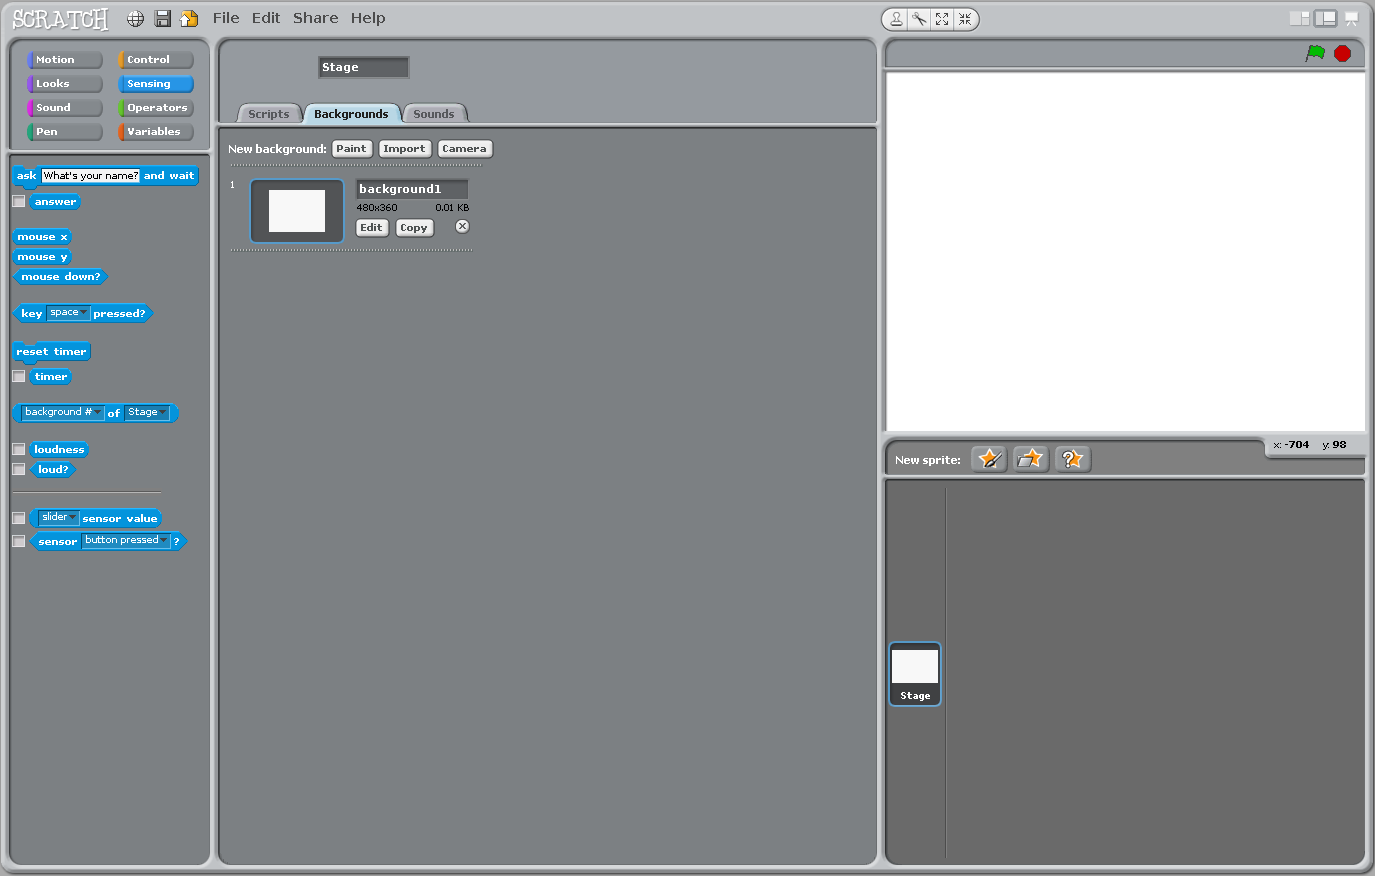 SCRATCH File Edit Share Help
Motion Control
Looks Sensing
Sound Operators
Pen Variables
ask What's your name? and wait
answer
mouse x
mouse y
mouse down?
key space pressed?
reset timer
timer
background # of Stage
loudness
loud?
slider sensor value
sensor button pressed ?
Stage
Scripts Backgrounds Sounds
New background: Paint Import Camera
1
background1
480x360 0.01 KB
Edit Copy
x: -704 y: 98
New sprite:
Stage